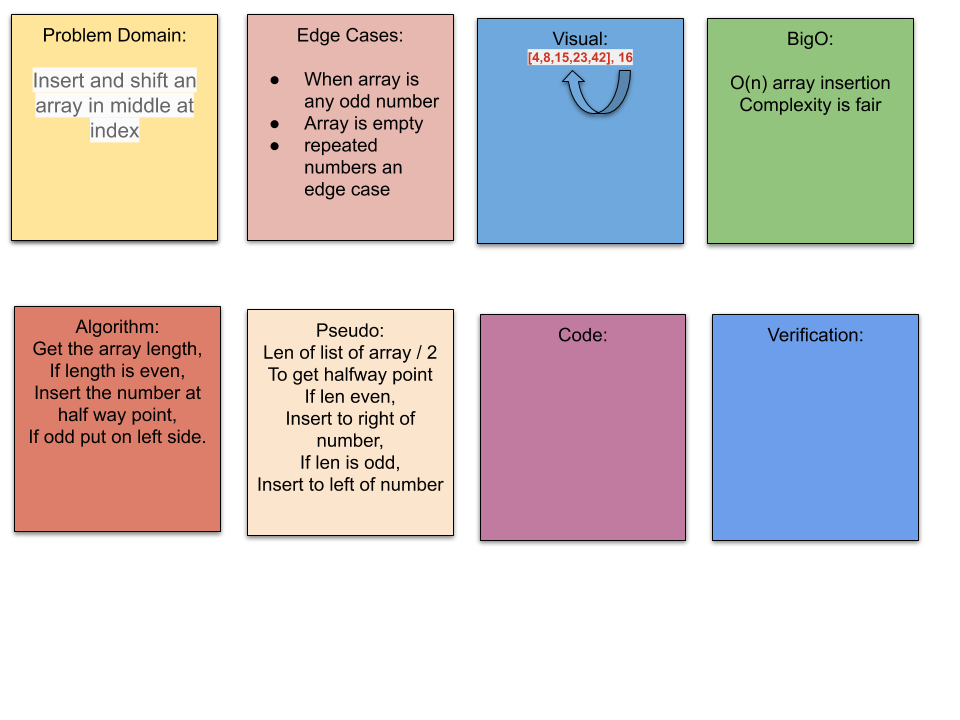 Problem Domain:
Insert and shift an
array in middle at
index
Edge Cases:
● When array is
any odd number
● Array is empty
● repeated
numbers an
edge case
Visual:
[4,8,15,23,42], 16
BigO:
O(n) array insertion
Complexity is fair
Algorithm:
Get the array length,
If length is even,
Insert the number at
half way point,
If odd put on left side.
Pseudo:
Len of list of array / 2
To get halfway point
If len even,
Insert to right of
number,
If len is odd,
Insert to left of number
Code:
Verification: